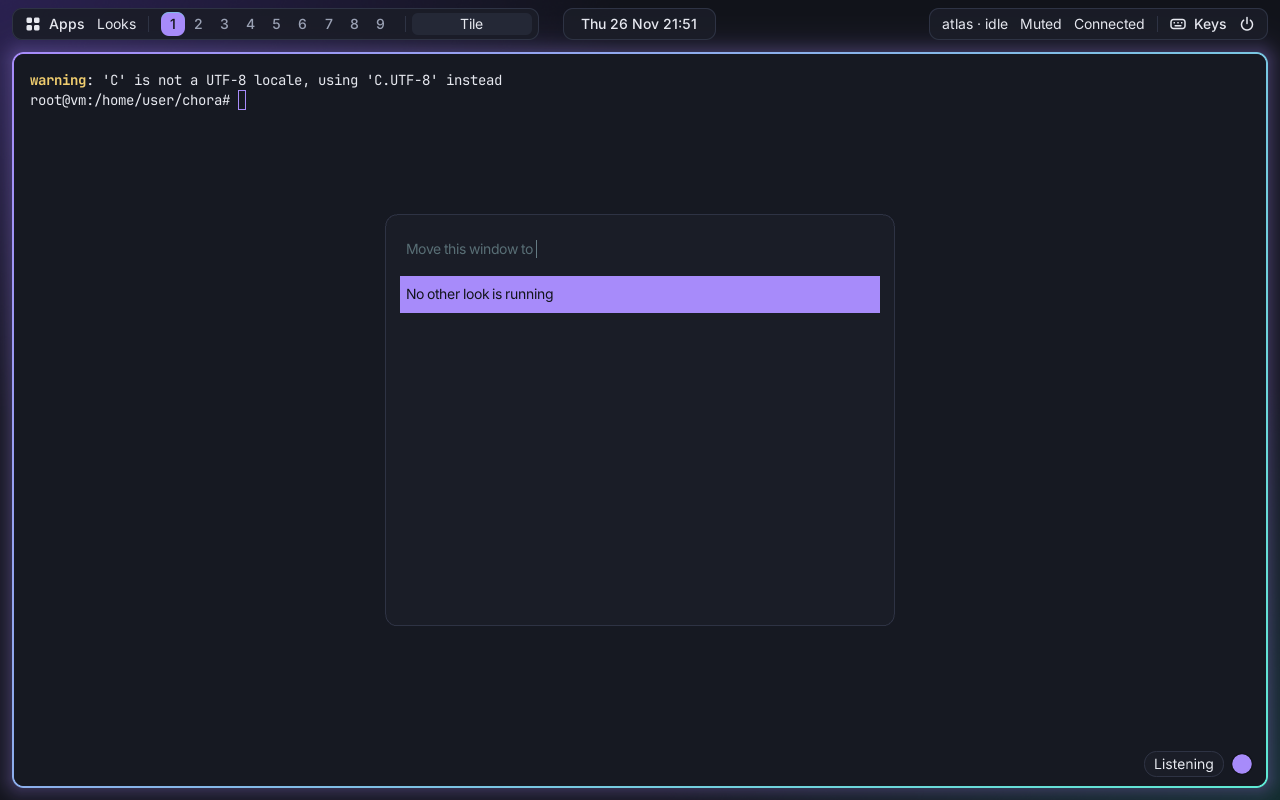 Apps Looks 1 2 3 4 5 6 7 8 9 Tile Thu 26 Nov 21:51 atlas · idle Muted Connected Keys
warning: 'C' is not a UTF-8 locale, using 'C.UTF-8' instead
root@vm:/home/user/chora#
Move this window to
No other look is running
Listening